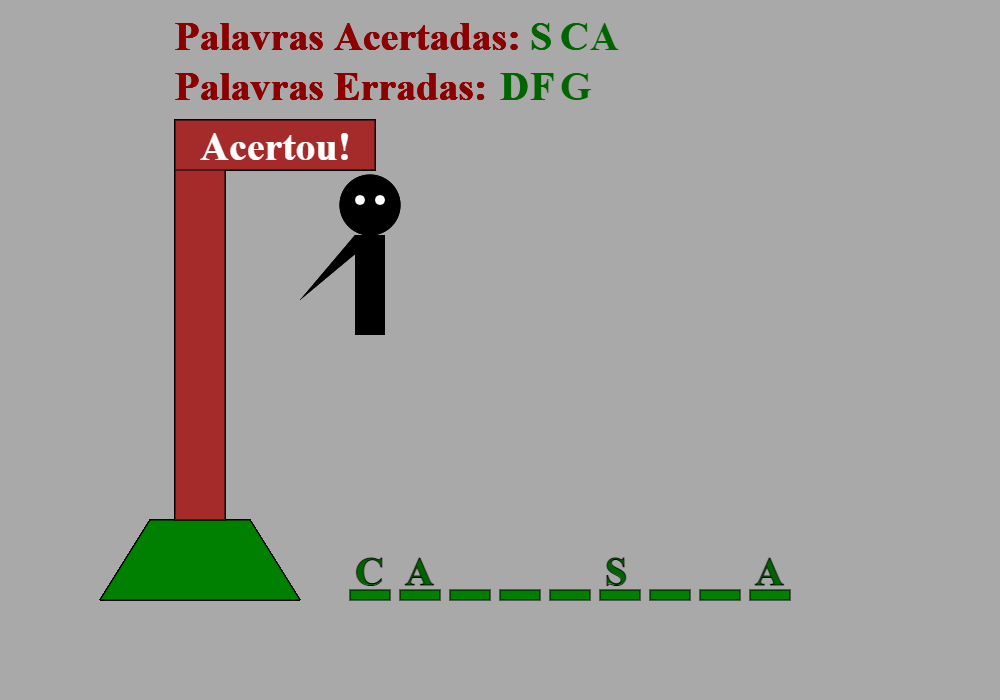 Palavras Acertadas: S C A
Palavras Erradas: D F G
Acertou!
C A _ _ _ S _ _ A